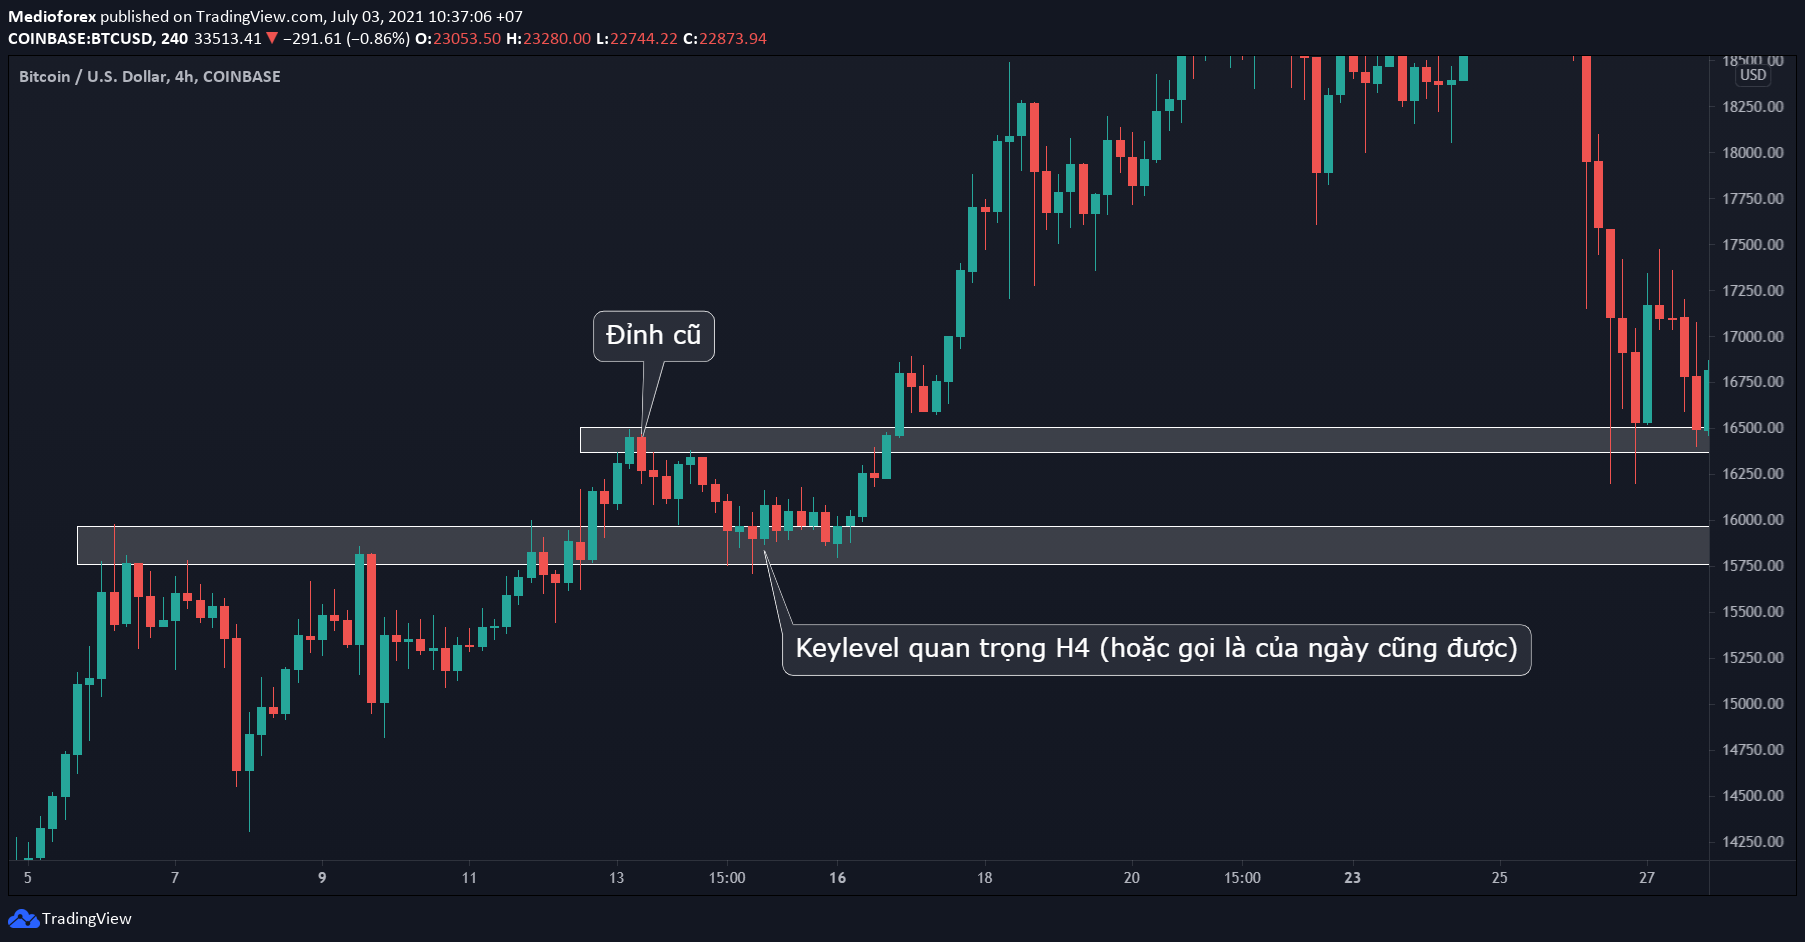 Medioforex published on TradingView.com, July 03, 2021 10:37:06 +07
COINBASE:BTCUSD, 240 33513.41 ▼ −291.61 (−0.86%) O:23053.50 H:23280.00 L:22744.22 C:22873.94
Bitcoin / U.S. Dollar, 4h, COINBASE
18500.00
USD
18250.00
18000.00
17750.00
17500.00
17250.00
17000.00
16750.00
16500.00
16250.00
16000.00
15750.00
15500.00
15250.00
15000.00
14750.00
14500.00
14250.00
Đỉnh cũ
Keylevel quan trọng H4 (hoặc gọi là của ngày cũng được)
5 7 9 11 13 15:00 16 18 20 15:00 23 25 27
TradingView